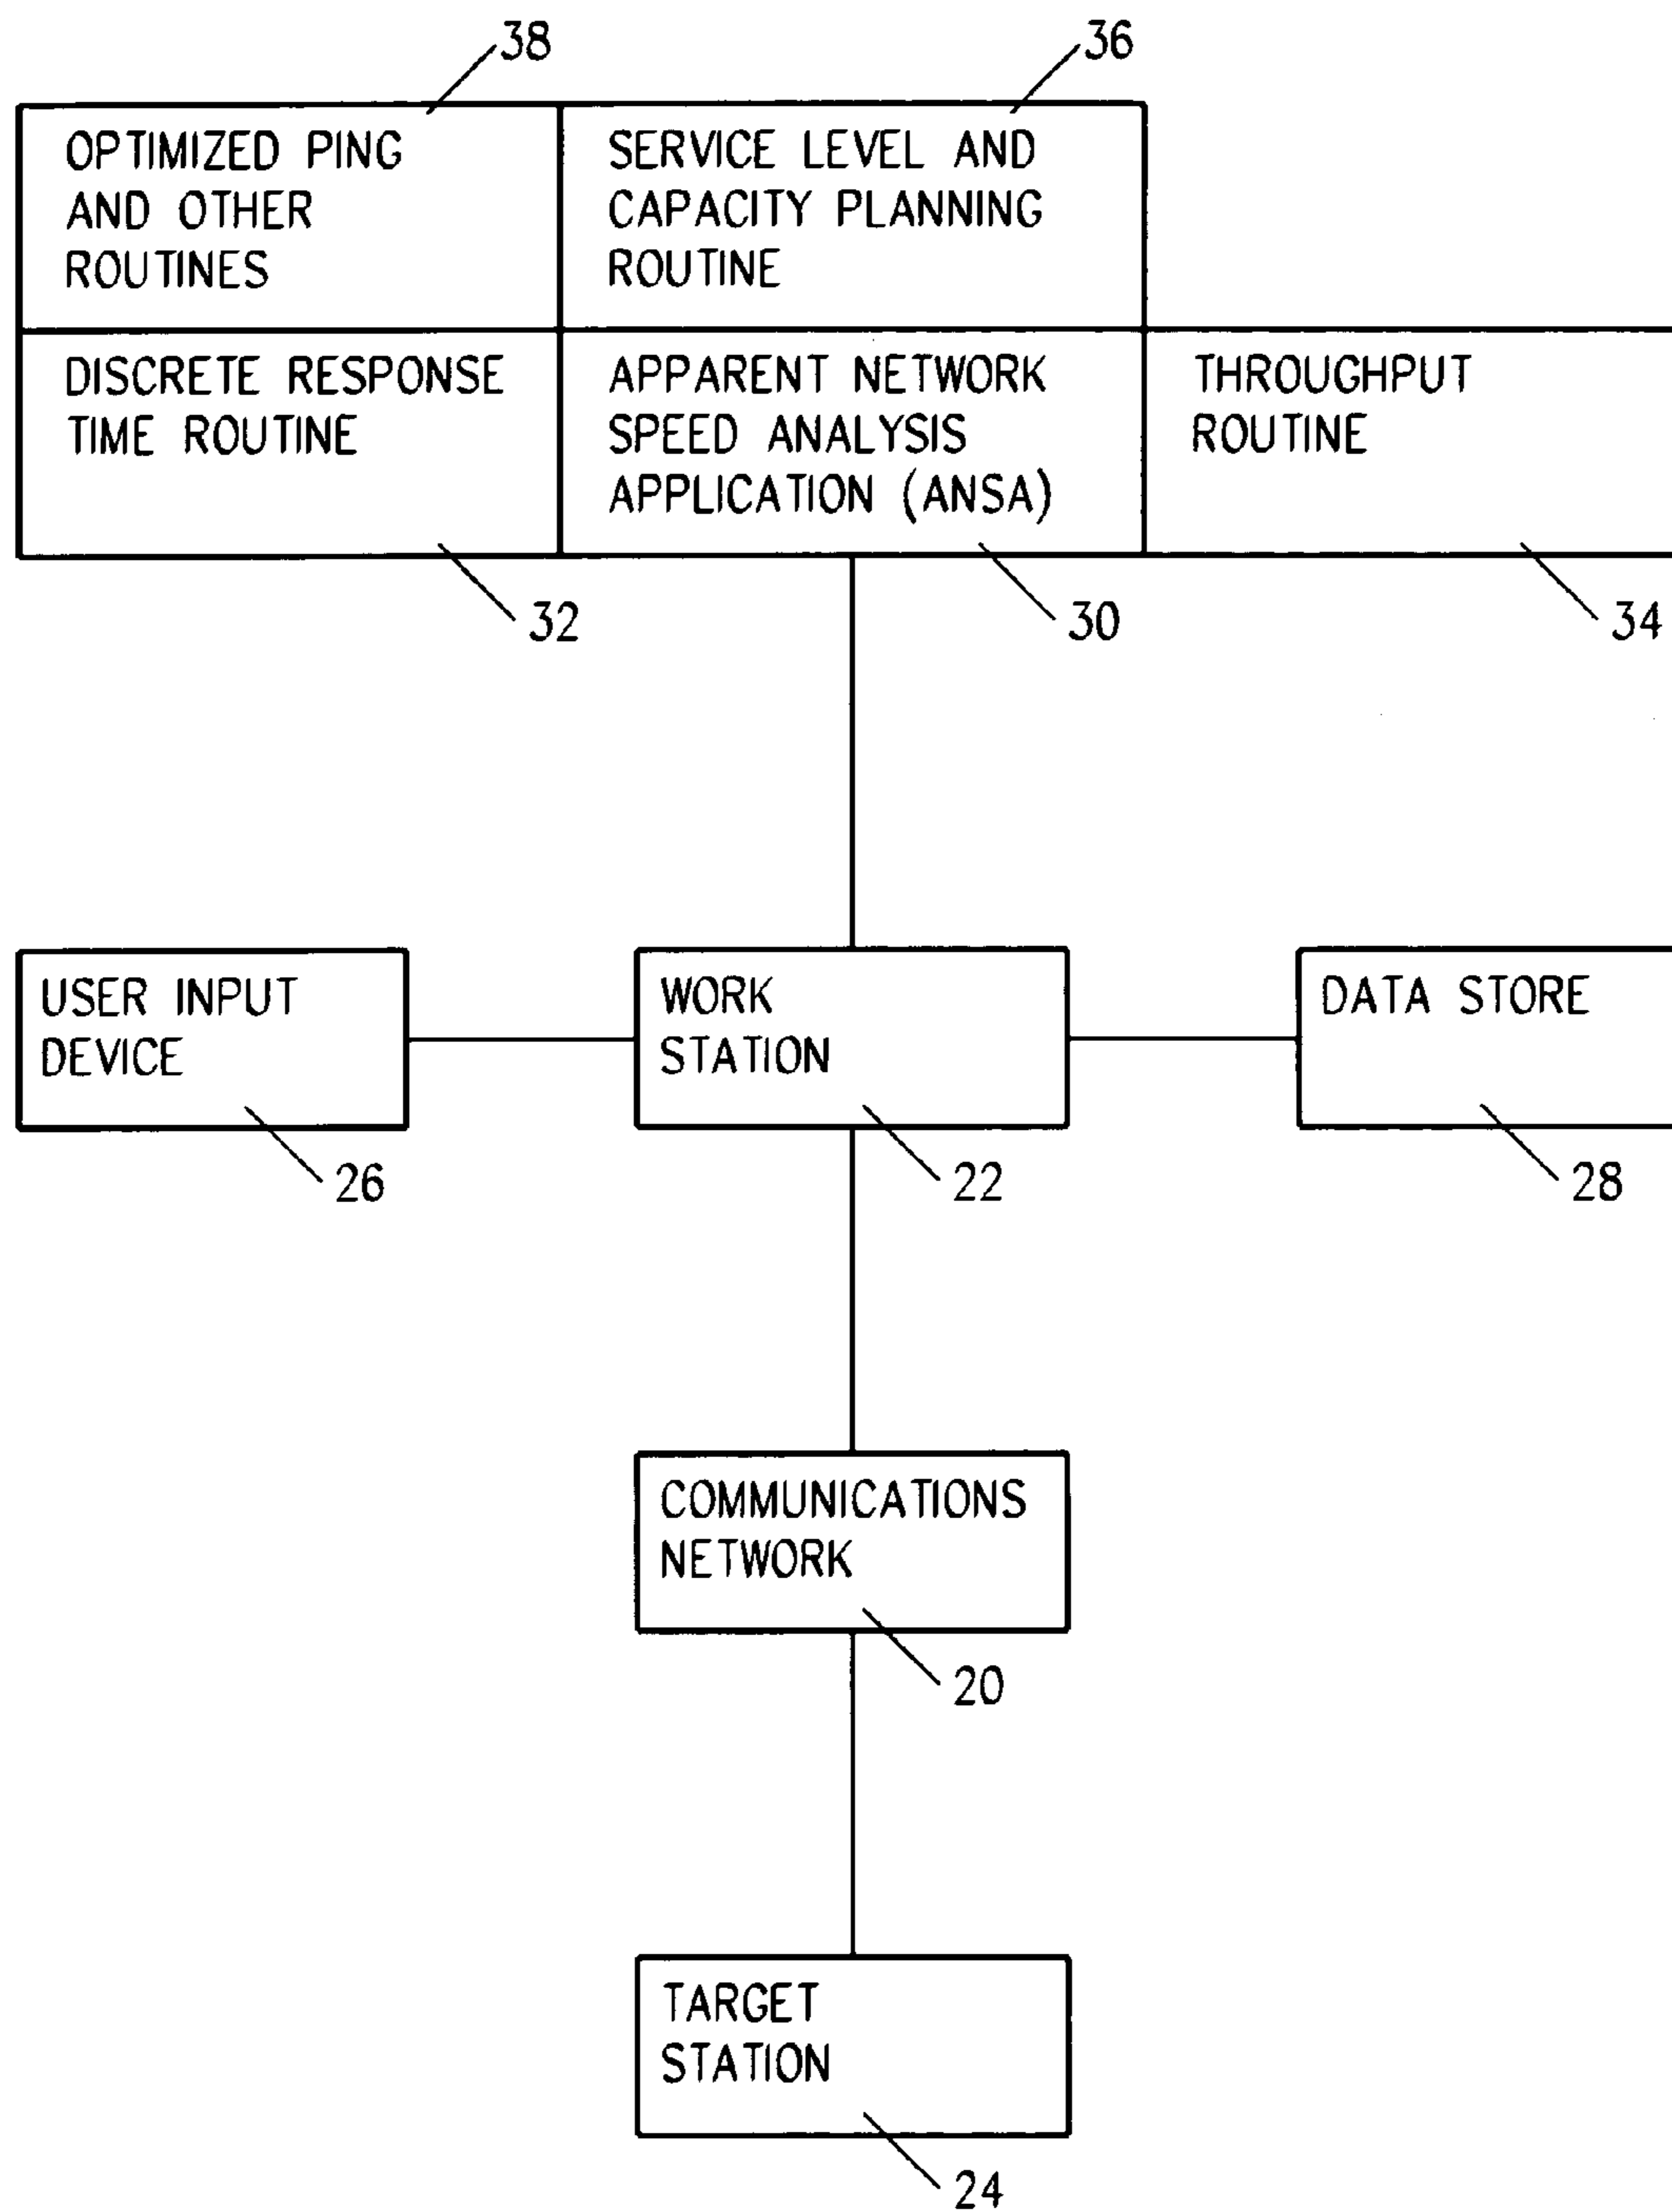 38
36
OPTIMIZED PING
AND OTHER
ROUTINES
SERVICE LEVEL AND
CAPACITY PLANNING
ROUTINE
DISCRETE RESPONSE
TIME ROUTINE
APPARENT NETWORK
SPEED ANALYSIS
APPLICATION (ANSA)
THROUGHPUT
ROUTINE
32
30
34
USER INPUT
DEVICE
WORK
STATION
DATA STORE
26
22
28
COMMUNICATIONS
NETWORK
20
TARGET
STATION
24